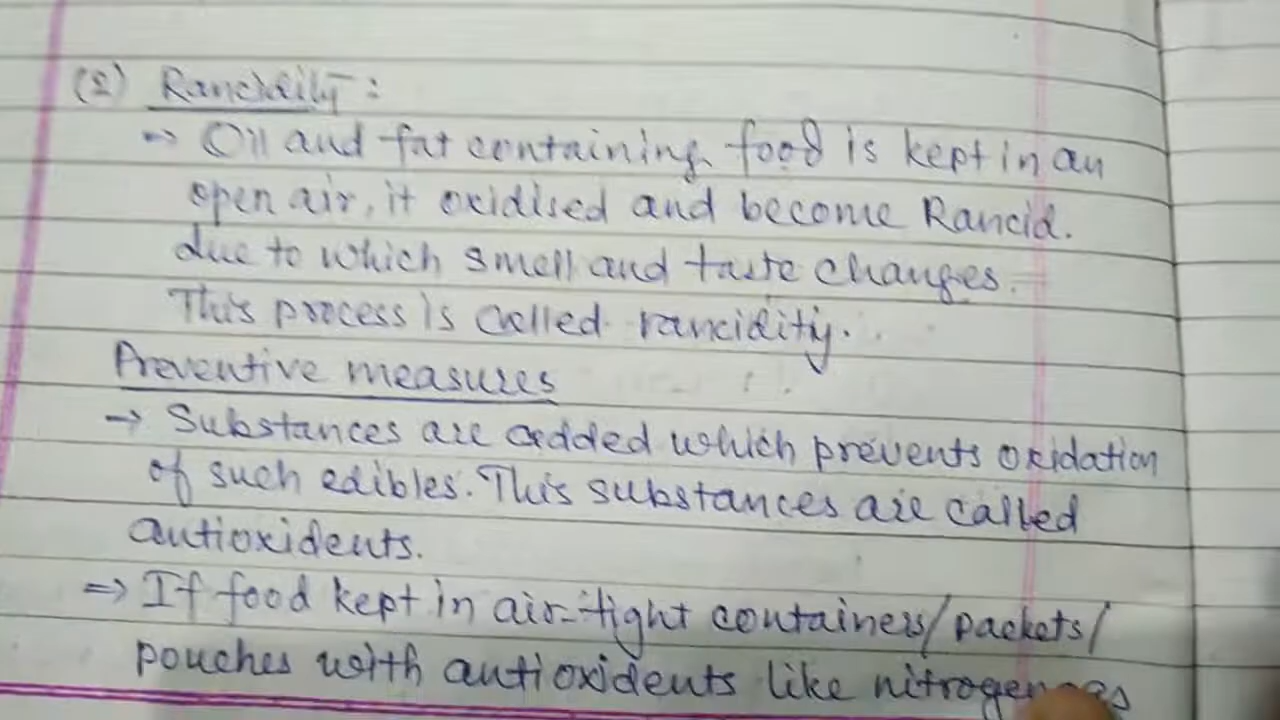 (2) Rancidity:
⇒ Oil and fat containing food is kept in an
open air, it oxidised and become Rancid.
due to which smell and taste changes.
This process is called rancidity.
Preventive measures
→ Substances are added which prevents oxidation
of such edibles. This substances are called
antioxidents.
⇒ If food kept in air-tight containers/packets/
pouches with antioxidents like